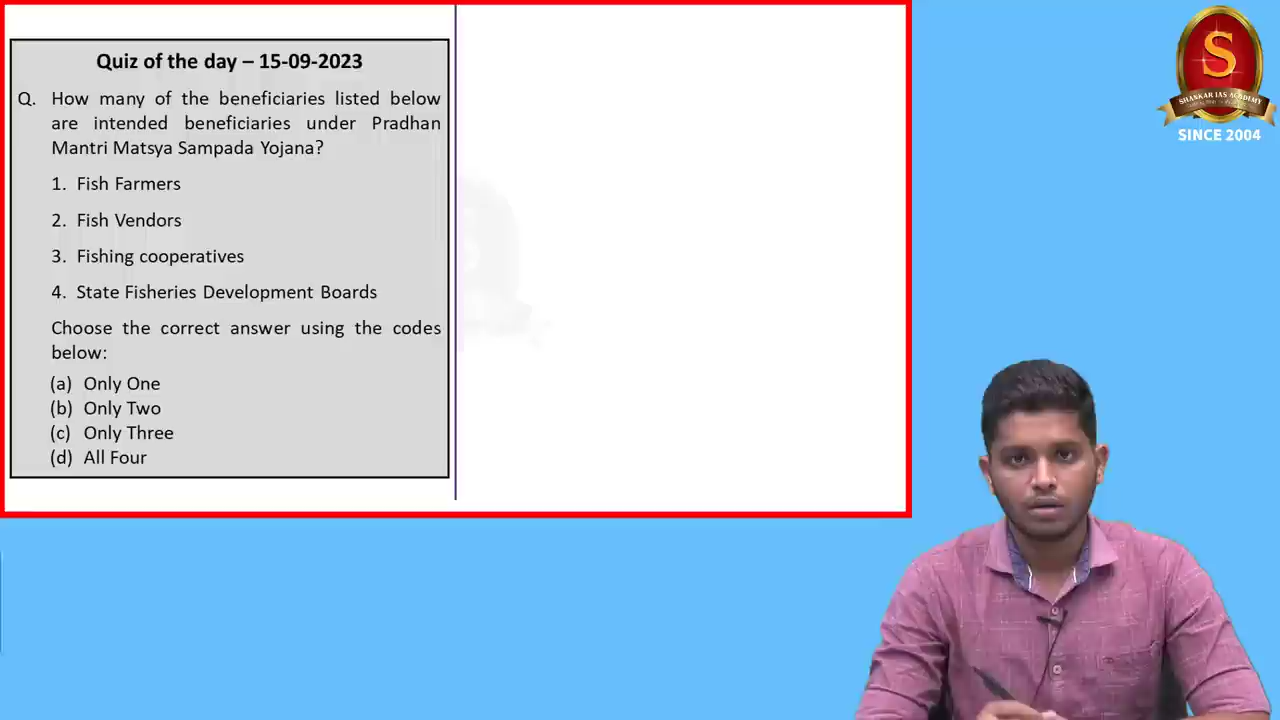 Quiz of the day – 15-09-2023
Q. How many of the beneficiaries listed below
are intended beneficiaries under Pradhan
Mantri Matsya Sampada Yojana?
1. Fish Farmers
2. Fish Vendors
3. Fishing cooperatives
4. State Fisheries Development Boards
Choose the correct answer using the codes
below:
(a) Only One
(b) Only Two
(c) Only Three
(d) All Four
S
SHANKAR IAS ACADEMY
SINCE 2004